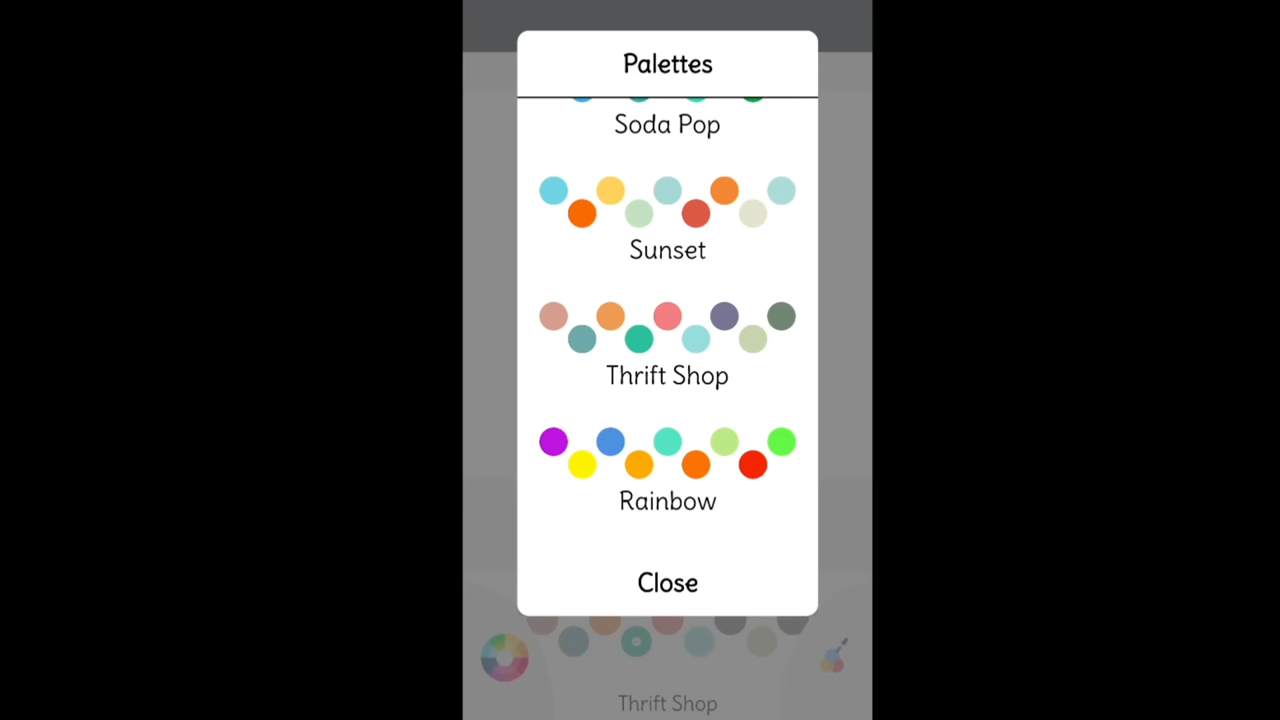 Palettes
Soda Pop
Sunset
Thrift Shop
Rainbow
Close
Thrift Shop